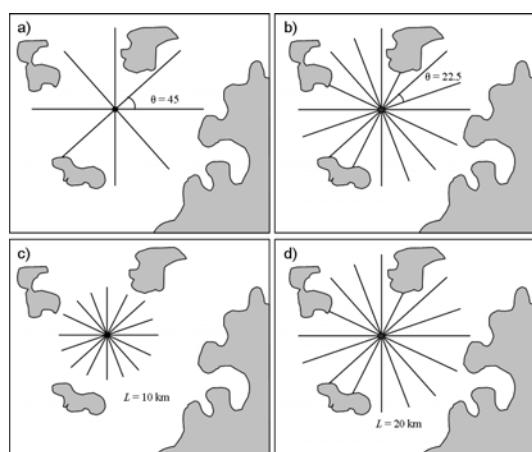 a)
θ = 45
b)
θ = 22.5
c)
L = 10 km
d)
L = 20 km